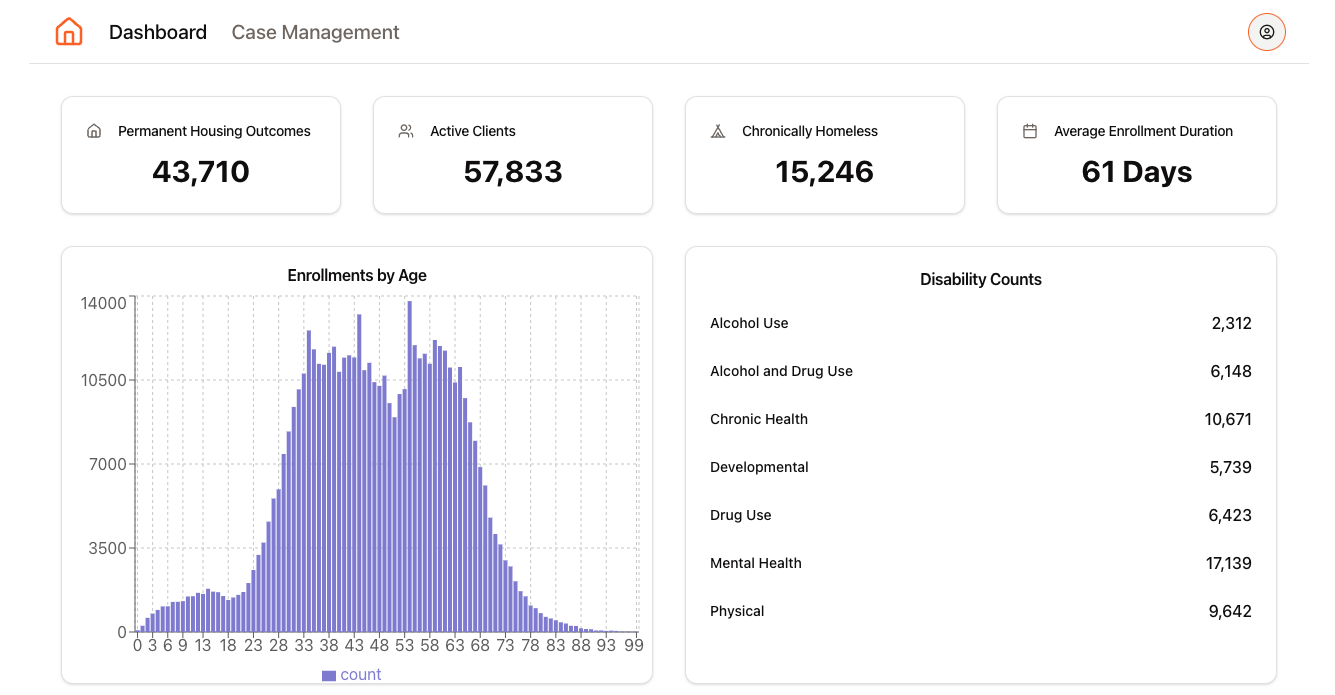 Dashboard Case Management
Permanent Housing Outcomes
43,710
Active Clients
57,833
Chronically Homeless
15,246
Average Enrollment Duration
61 Days
Enrollments by Age
14000
10500
7000
3500
0
0 3 6 9 13 18 23 28 33 38 43 48 53 58 63 68 73 78 83 88 93 99
count
Disability Counts
Alcohol Use 2,312
Alcohol and Drug Use 6,148
Chronic Health 10,671
Developmental 5,739
Drug Use 6,423
Mental Health 17,139
Physical 9,642